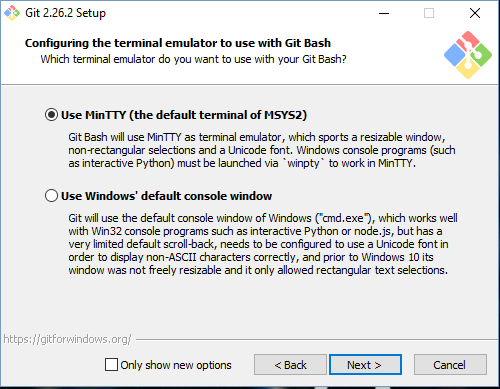 Git 2.26.2 Setup
Configuring the terminal emulator to use with Git Bash
Which terminal emulator do you want to use with your Git Bash?
Use MinTTY (the default terminal of MSYS2)
Git Bash will use MinTTY as terminal emulator, which sports a resizable window,
non-rectangular selections and a Unicode font. Windows console programs (such
as interactive Python) must be launched via `winpty` to work in MinTTY.
Use Windows' default console window
Git will use the default console window of Windows ("cmd.exe"), which works well
with Win32 console programs such as interactive Python or node.js, but has a
very limited default scroll-back, needs to be configured to use a Unicode font in
order to display non-ASCII characters correctly, and prior to Windows 10 its
window was not freely resizable and it only allowed rectangular text selections.
https://gitforwindows.org/
Only show new options
< Back
Next >
Cancel